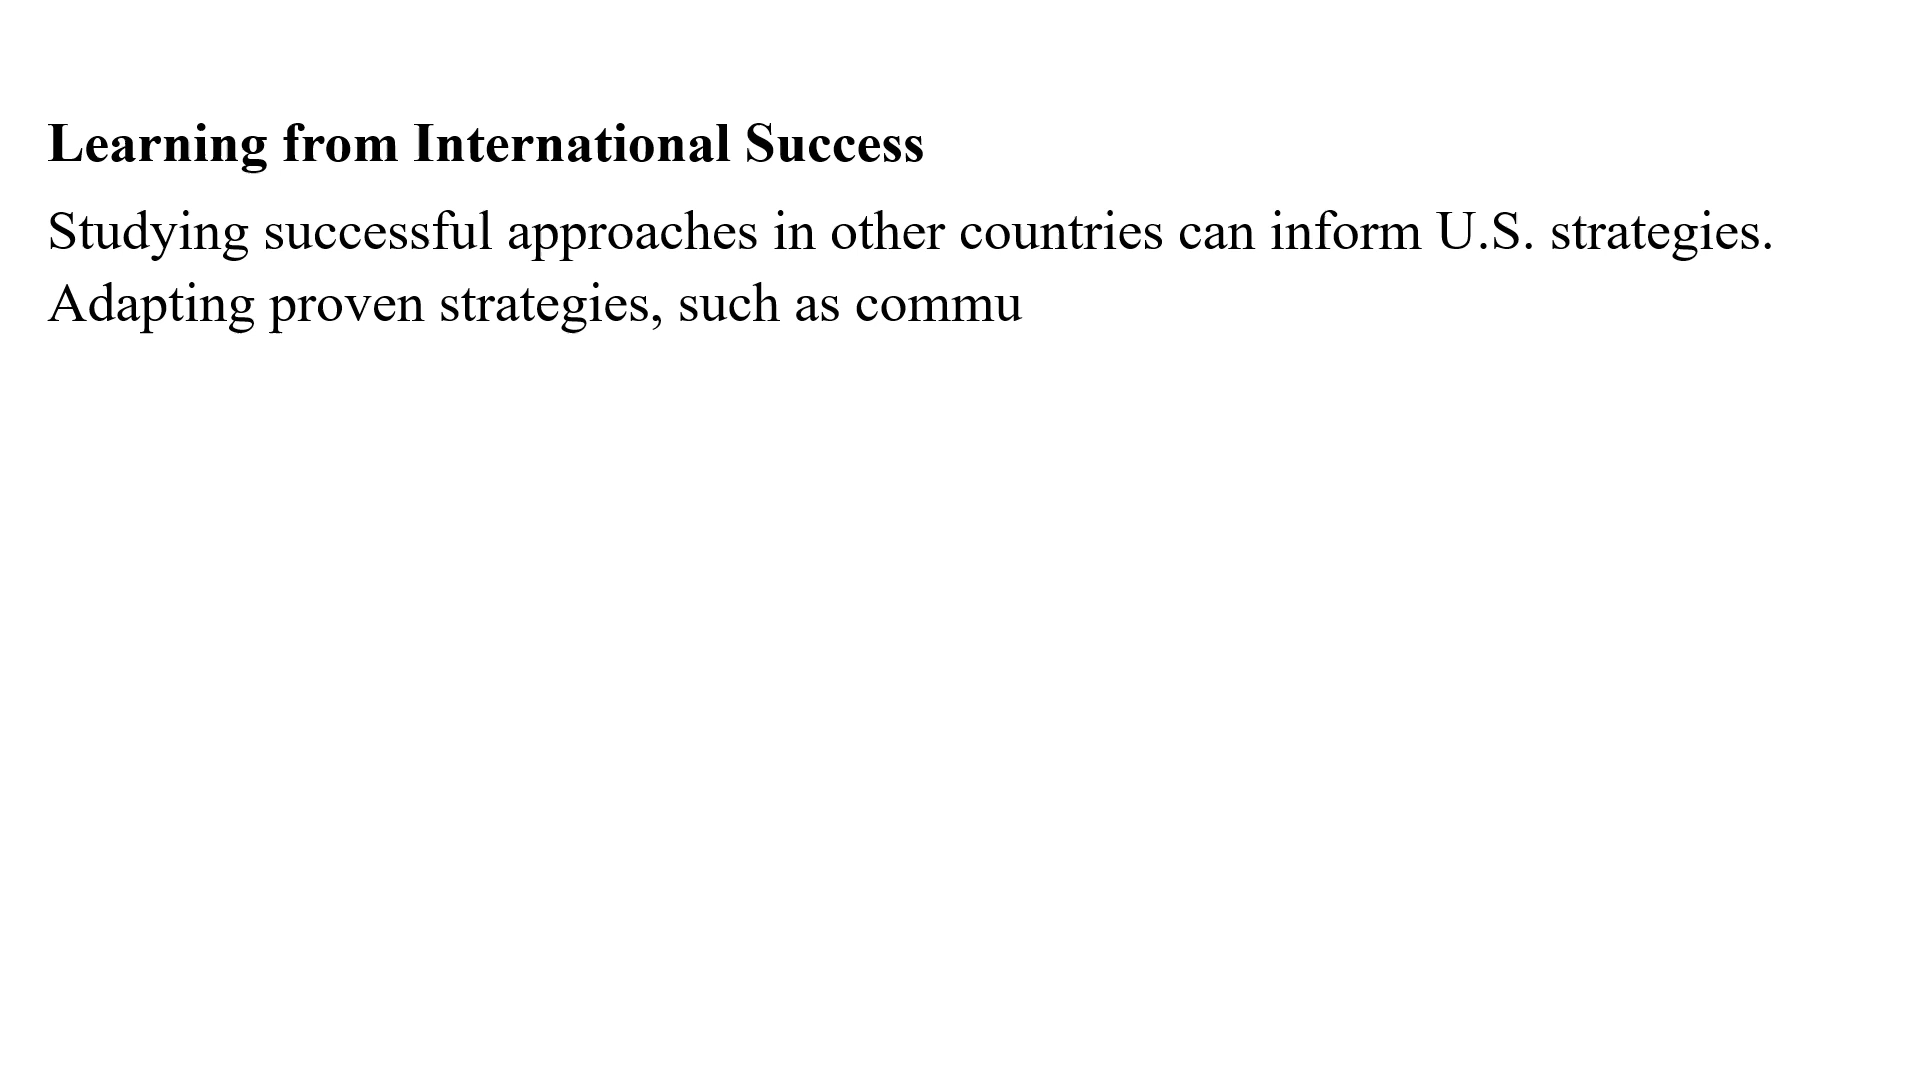 Learning from International Success
Studying successful approaches in other countries can inform U.S. strategies.
Adapting proven strategies, such as commu